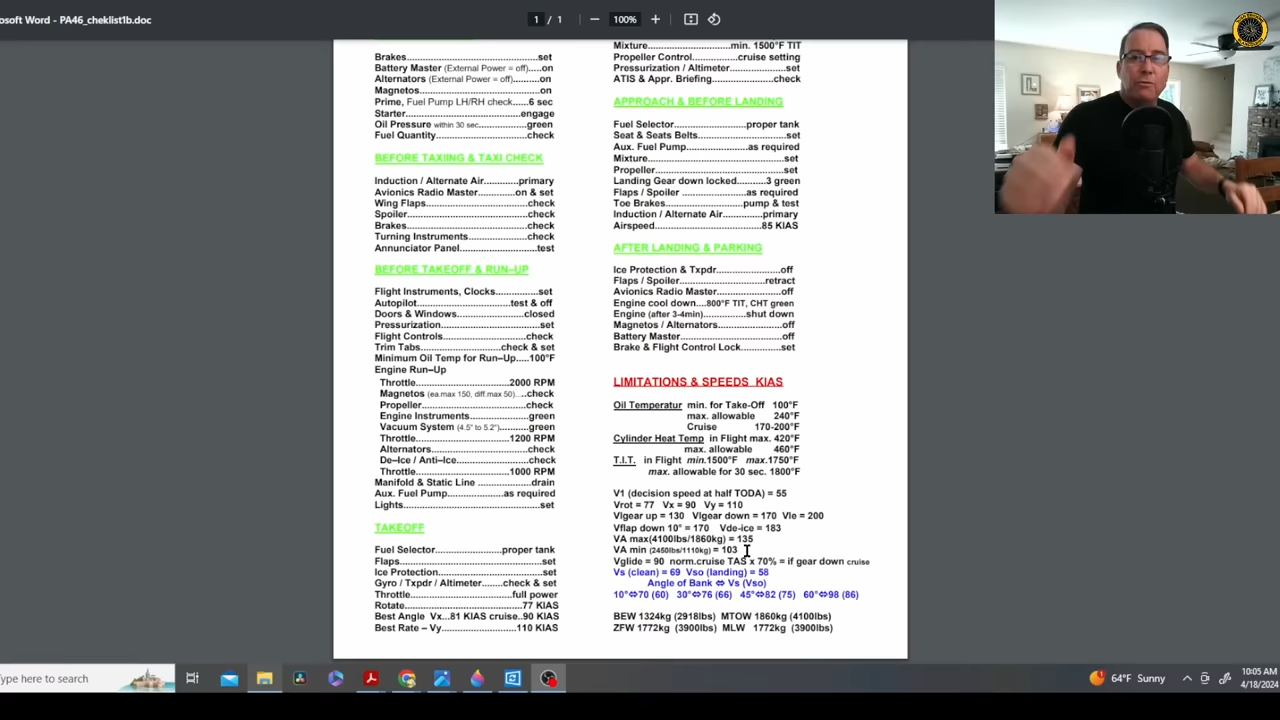 osoft Word - PA46_cheklist1b.doc
1 / 1
100%
Brakes...set
Battery Master (External Power = off)...on
Alternators (External Power = off)...on
Magnetos...on
Prime, Fuel Pump LH/RH check...6 sec
Starter...engage
Oil Pressure within 30 sec...green
Fuel Quantity...check
BEFORE TAXIING & TAXI CHECK
Induction / Alternate Air...primary
Avionics Radio Master...on & set
Wing Flaps...check
Spoiler...check
Brakes...check
Turning Instruments...check
Annunciator Panel...test
BEFORE TAKEOFF & RUN–UP
Flight Instruments, Clocks...set
Autopilot...test & off
Doors & Windows...closed
Pressurization...set
Flight Controls...check
Trim Tabs...check & set
Minimum Oil Temp for Run–Up...100°F
Engine Run–Up
Throttle...2000 RPM
Magnetos (ea.max 150, diff.max 50)...check
Propeller...check
Engine Instruments...green
Vacuum System (4.5" to 5.2")...green
Throttle...1200 RPM
Alternators...check
De–Ice / Anti–Ice...check
Throttle...1000 RPM
Manifold & Static Line...drain
Aux. Fuel Pump...as required
Lights...set
TAKEOFF
Fuel Selector...proper tank
Flaps...set
Ice Protection...set
Gyro / Txpdr / Altimeter...check & set
Throttle...full power
Rotate...77 KIAS
Best Angle Vx...81 KIAS cruise..90 KIAS
Best Rate – Vy...110 KIAS
Mixture...min. 1500°F TIT
Propeller Control...cruise setting
Pressurization / Altimeter...set
ATIS & Appr. Briefing...check
APPROACH & BEFORE LANDING
Fuel Selector...proper tank
Seat & Seats Belts...set
Aux. Fuel Pump...as required
Mixture...set
Propeller...set
Landing Gear down locked...3 green
Flaps / Spoiler...as required
Toe Brakes...pump & test
Induction / Alternate Air...primary
Airspeed...85 KIAS
AFTER LANDING & PARKING
Ice Protection & Txpdr...off
Flaps / Spoiler...retract
Avionics Radio Master...off
Engine cool down....800°F TIT, CHT green
Engine (after 3-4min)...shut down
Magnetos / Alternators...off
Battery Master...off
Brake & Flight Control Lock...set
LIMITATIONS & SPEEDS KIAS
Oil Temperatur min. for Take-Off 100°F
max. allowable 240°F
Cruise 170-200°F
Cylinder Heat Temp in Flight max. 420°F
max. allowable 460°F
T.I.T. in Flight min.1500°F max.1750°F
max. allowable for 30 sec. 1800°F
V1 (decision speed at half TODA) = 55
Vrot = 77 Vx = 90 Vy = 110
Vlgear up = 130 Vlgear down = 170 Vle = 200
Vflap down 10° = 170 Vde-ice = 183
VA max(4100lbs/1860kg) = 135
VA min (2450lbs/1110kg) = 103
Vglide = 90 norm.cruise TAS x 70% = if gear down cruise
Vs (clean) = 69 Vso (landing) = 58
Angle of Bank ⇔ Vs (Vso)
10°⇔70 (60) 30°⇔76 (66) 45°⇔82 (75) 60°⇔98 (86)
BEW 1324kg (2918lbs) MTOW 1860kg (4100lbs)
ZFW 1772kg (3900lbs) MLW 1772kg (3900lbs)
ype here to search
64°F Sunny
10:05 AM
4/18/2024